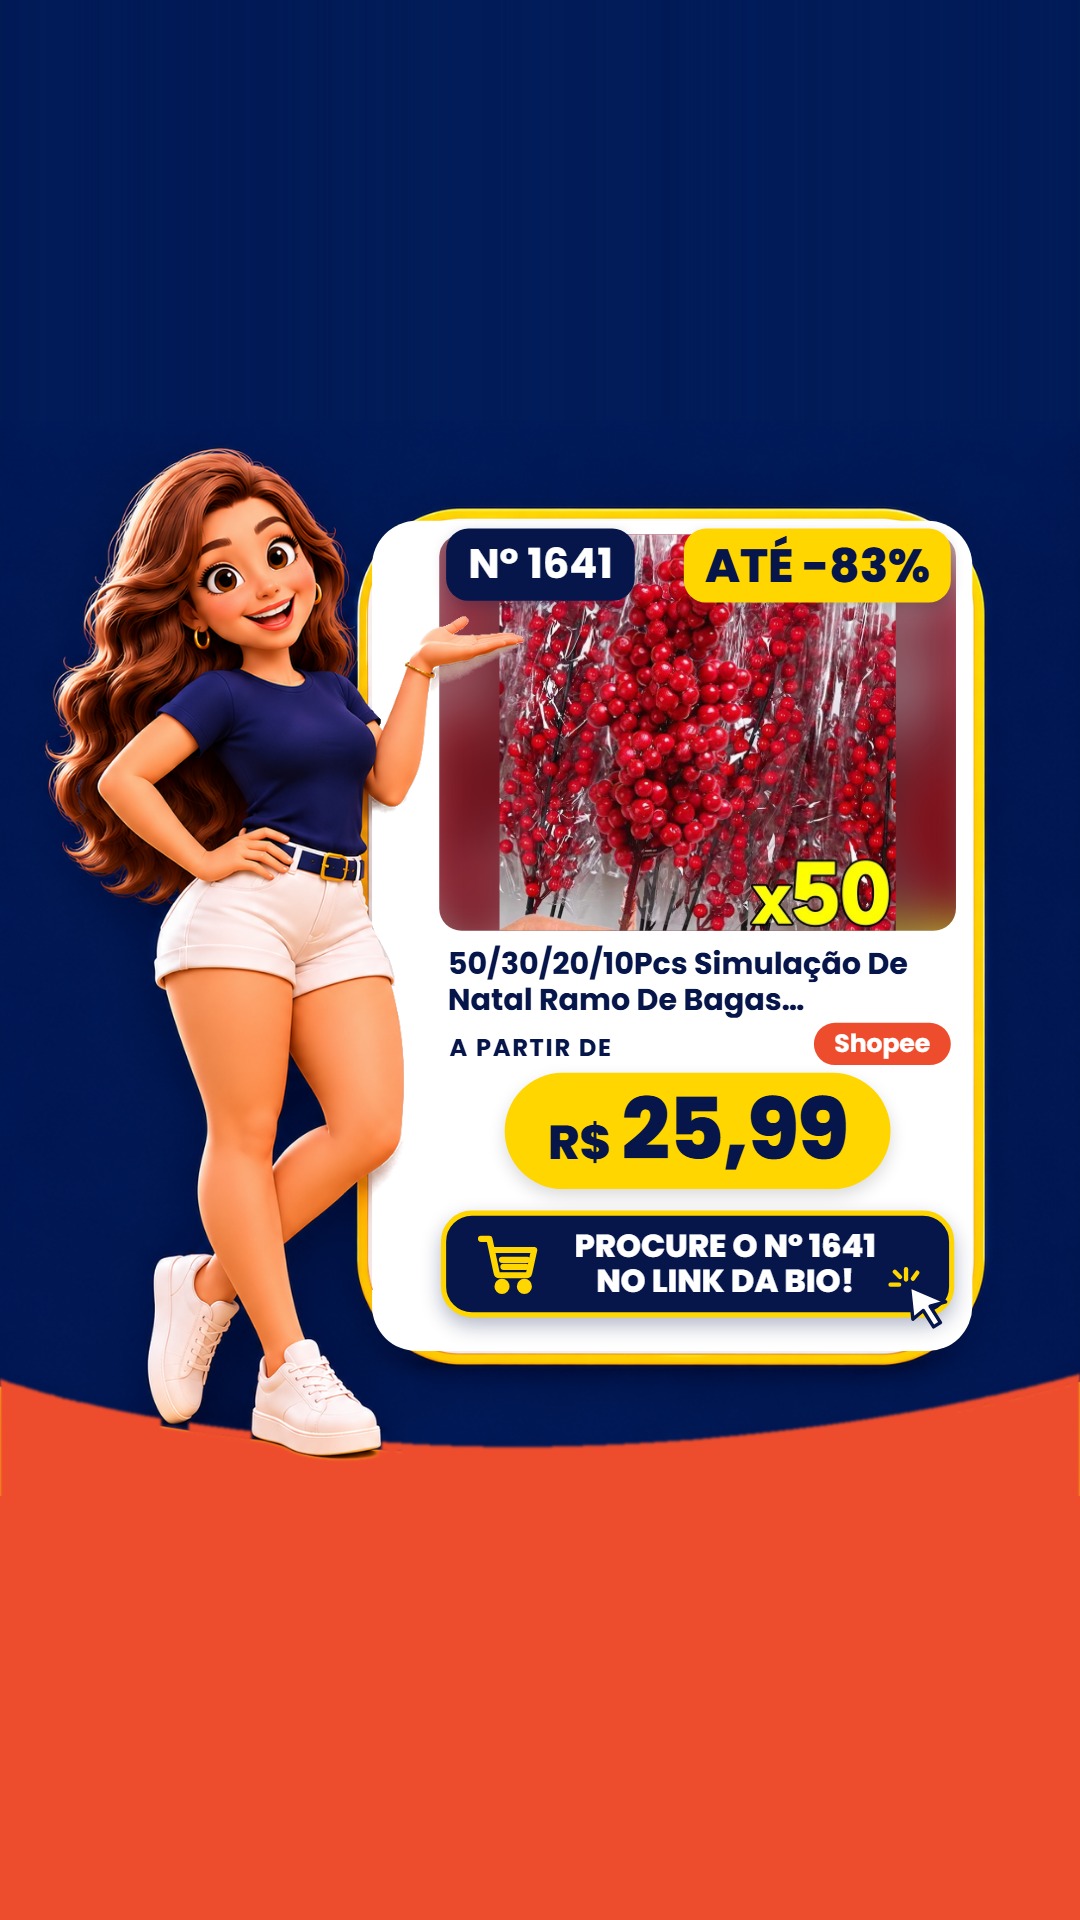 Nº 1641
ATÉ -83%
x50
50/30/20/10Pcs Simulação De
Natal Ramo De Bagas...
A PARTIR DE
Shopee
R$ 25,99
PROCURE O Nº 1641
NO LINK DA BIO!